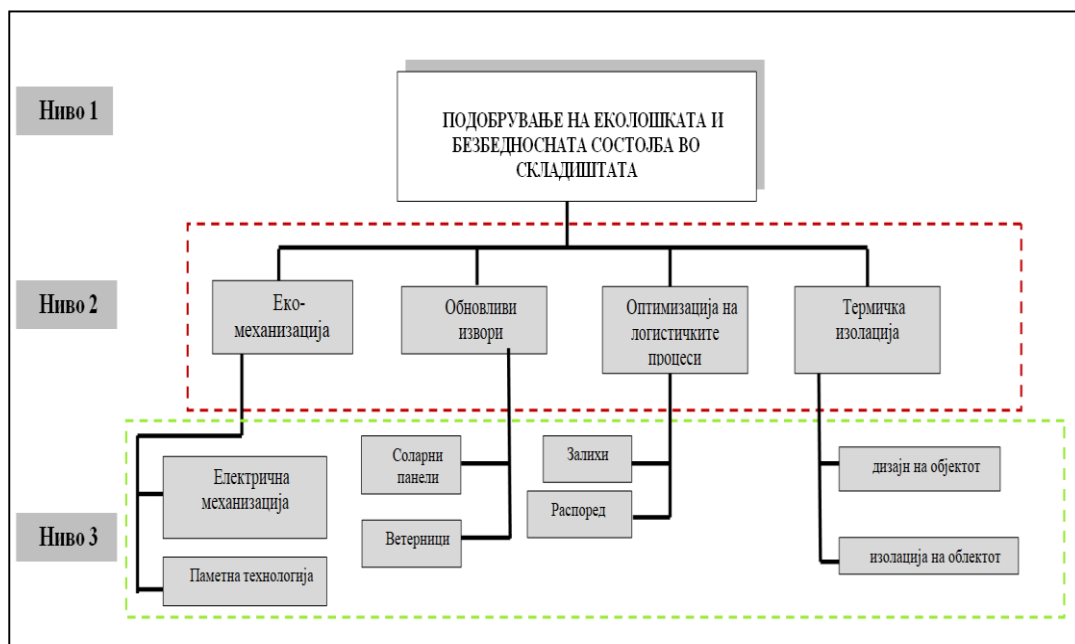 Ниво 1
ПОДОБРУВАЊЕ НА ЕКОЛОШКАТА И
БЕЗБЕДНОСНАТА СОСТОЈБА ВО
СКЛАДИШТАТА
Ниво 2
Еко-
механизација
Обновливи
извори
Оптимизација на
логистичките
процеси
Термичка
изолација
Ниво 3
Електрична
механизација
Паметна технологија
Соларни
панели
Ветерници
Залихи
Распоред
дизајн на објектот
изолација на облектот